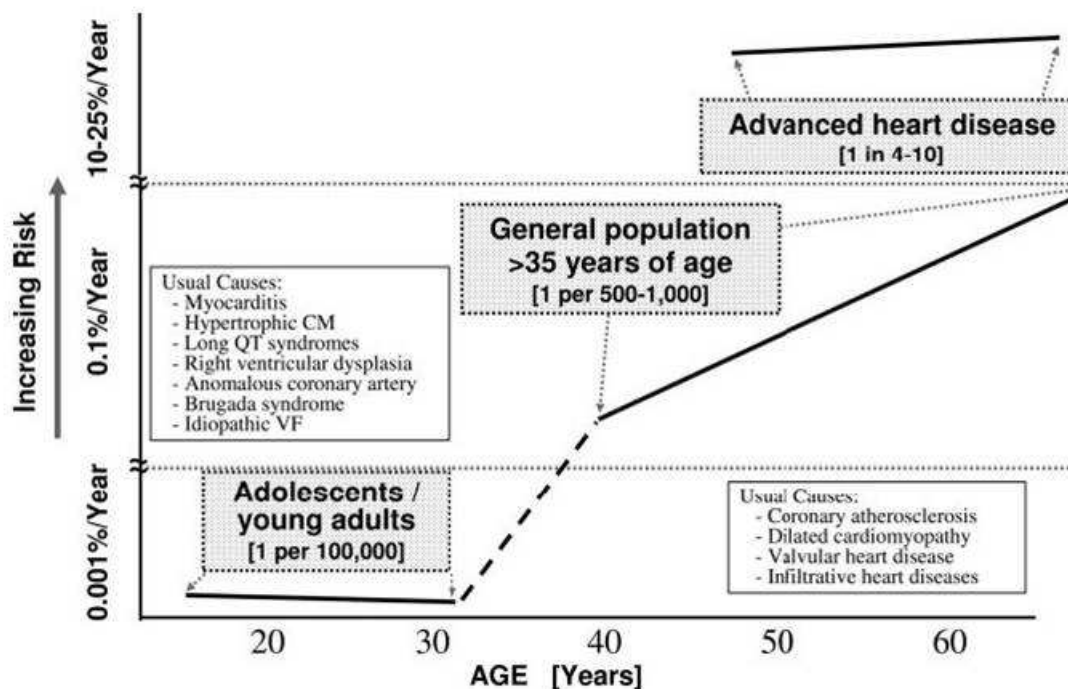 10-25%/Year
Advanced heart disease
[1 in 4-10]
General population
>35 years of age
[1 per 500-1,000]
Increasing Risk
0.1%/Year
Usual Causes:
- Myocarditis
- Hypertrophic CM
- Long QT syndromes
- Right ventricular dysplasia
- Anomalous coronary artery
- Brugada syndrome
- Idiopathic VF
0.001%/Year
Adolescents /
young adults
[1 per 100,000]
Usual Causes:
- Coronary atherosclerosis
- Dilated cardiomyopathy
- Valvular heart disease
- Infiltrative heart diseases
20 30 40 50 60
AGE [Years]